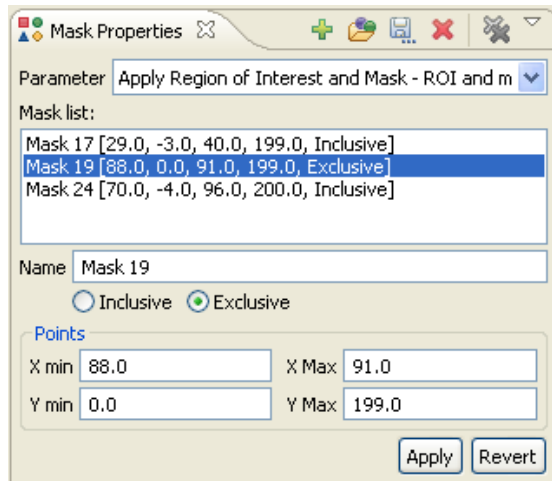 Mask Properties
Parameter Apply Region of Interest and Mask - ROI and m
Mask list:
Mask 17 [29.0, -3.0, 40.0, 199.0, Inclusive]
Mask 19 [88.0, 0.0, 91.0, 199.0, Exclusive]
Mask 24 [70.0, -4.0, 96.0, 200.0, Inclusive]
Name Mask 19
Inclusive Exclusive
Points
X min 88.0 X Max 91.0
Y min 0.0 Y Max 199.0
Apply Revert